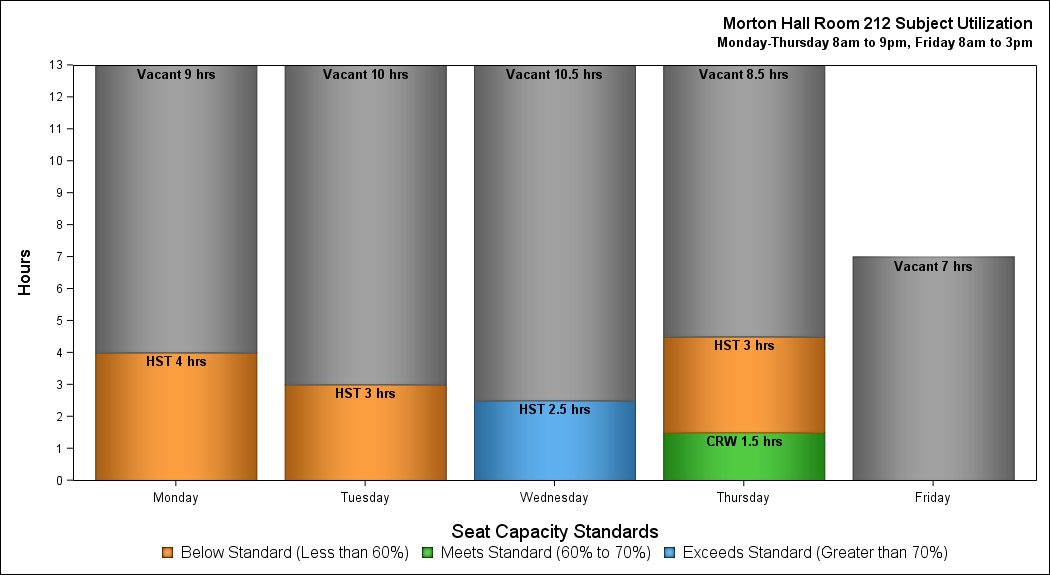 Morton Hall Room 212 Subject Utilization
Monday-Thursday 8am to 9pm, Friday 8am to 3pm
Hours
13
12
11
10
9
8
7
6
5
4
3
2
1
0
Vacant 9 hrs
HST 4 hrs
Vacant 10 hrs
HST 3 hrs
Vacant 10.5 hrs
HST 2.5 hrs
Vacant 8.5 hrs
HST 3 hrs
CRW 1.5 hrs
Vacant 7 hrs
Monday Tuesday Wednesday Thursday Friday
Seat Capacity Standards
Below Standard (Less than 60%) Meets Standard (60% to 70%) Exceeds Standard (Greater than 70%)